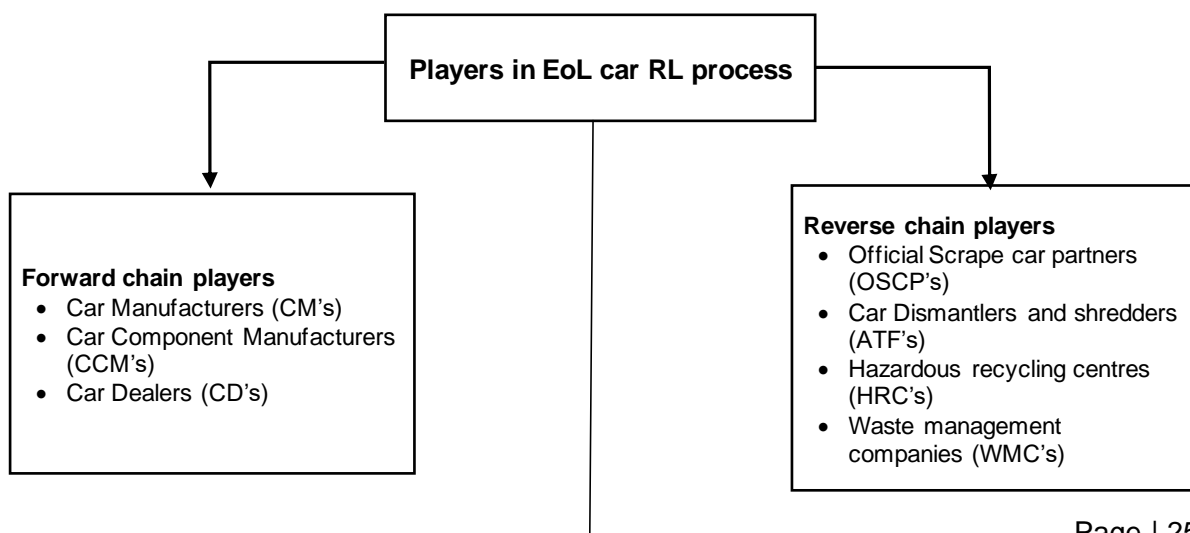 Players in EoL car RL process
Forward chain players
• Car Manufacturers (CM’s)
• Car Component Manufacturers
(CCM’s)
• Car Dealers (CD’s)
Reverse chain players
• Official Scrape car partners
(OSCP’s)
• Car Dismantlers and shredders
(ATF’s)
• Hazardous recycling centres
(HRC’s)
• Waste management
companies (WMC’s)
Page | 25